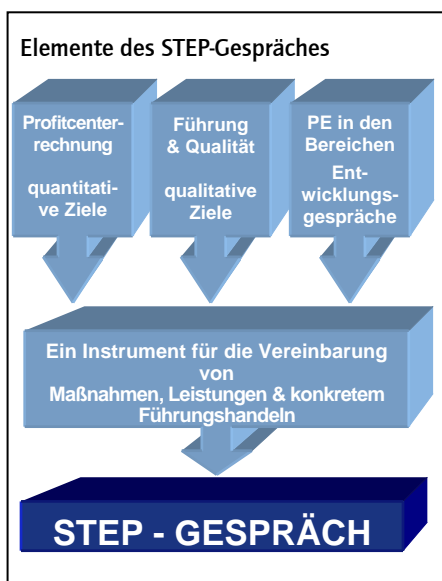 Elemente des STEP-Gespräches
Profitcenter-
rechnung
quantitati-
ve Ziele
Führung
& Qualität
qualitative
Ziele
PE in den
Bereichen
Ent-
wicklungs-
gespräche
Ein Instrument für die Vereinbarung
von
Maßnahmen, Leistungen & konkretem
Führungshandeln
STEP - GESPRÄCH